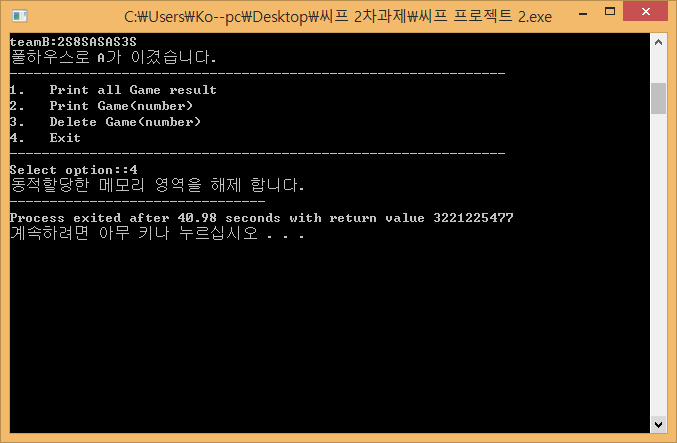 C:₩Users₩Ko--pc₩Desktop₩씨프 2차과제₩씨프 프로젝트 2.exe
teamB:2S8SASAS3S
풀하우스로 A가 이겼습니다.
---------------------------------------------------------------
1.   Print all Game result
2.   Print Game(number)
3.   Delete Game(number)
4.   Exit
---------------------------------------------------------------
Select option::4
동적할당한 메모리 영역을 해제 합니다.
--------------------------------
Process exited after 40.98 seconds with return value 3221225477
계속하려면 아무 키나 누르십시오 . . .